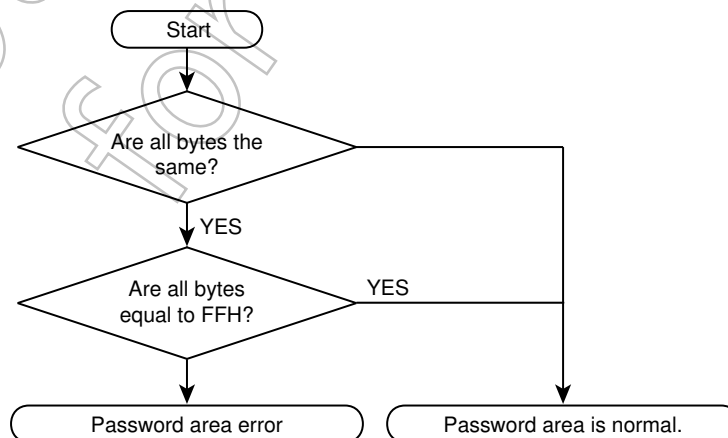 Start
Are all bytes the
same?
YES
Are all bytes
equal to FFH?
YES
Password area error
Password area is normal.
for